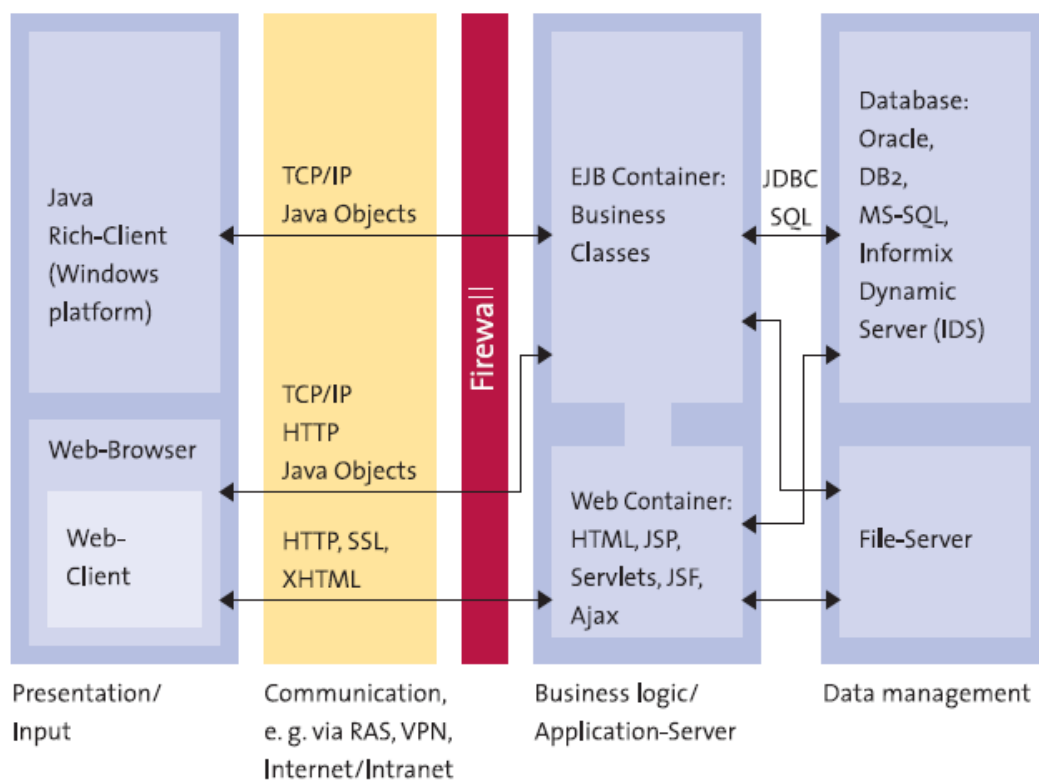 Java
Rich-Client
(Windows
platform)
Web-Browser
Web-
Client
TCP/IP
Java Objects
TCP/IP
HTTP
Java Objects
HTTP, SSL,
XHTML
Firewall
EJB Container:
Business
Classes
Web Container:
HTML, JSP,
Servlets, JSF,
Ajax
JDBC
SQL
Database:
Oracle,
DB2,
MS-SQL,
Informix
Dynamic
Server (IDS)
File-Server
Presentation/
Input
Communication,
e. g. via RAS, VPN,
Internet/Intranet
Business logic/
Application-Server
Data management